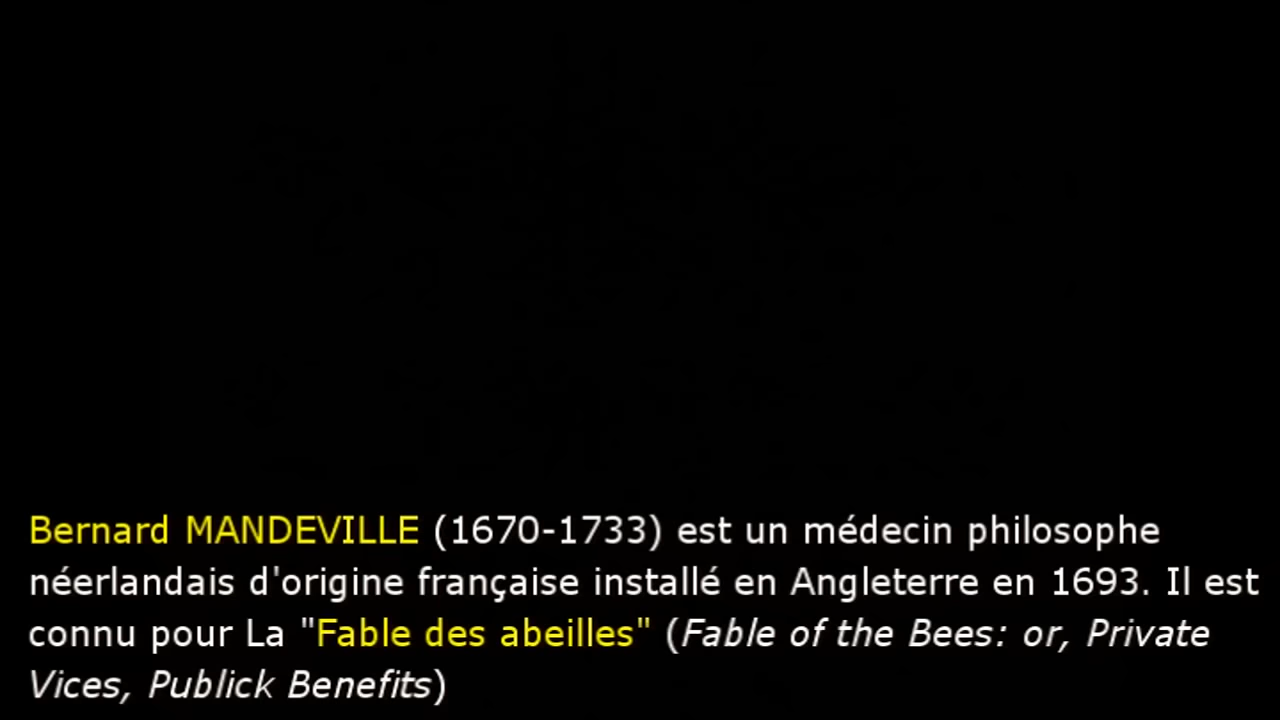 Bernard MANDEVILLE (1670-1733) est un médecin philosophe
néerlandais d'origine française installé en Angleterre en 1693. Il est
connu pour La "Fable des abeilles" (Fable of the Bees: or, Private
Vices, Publick Benefits)